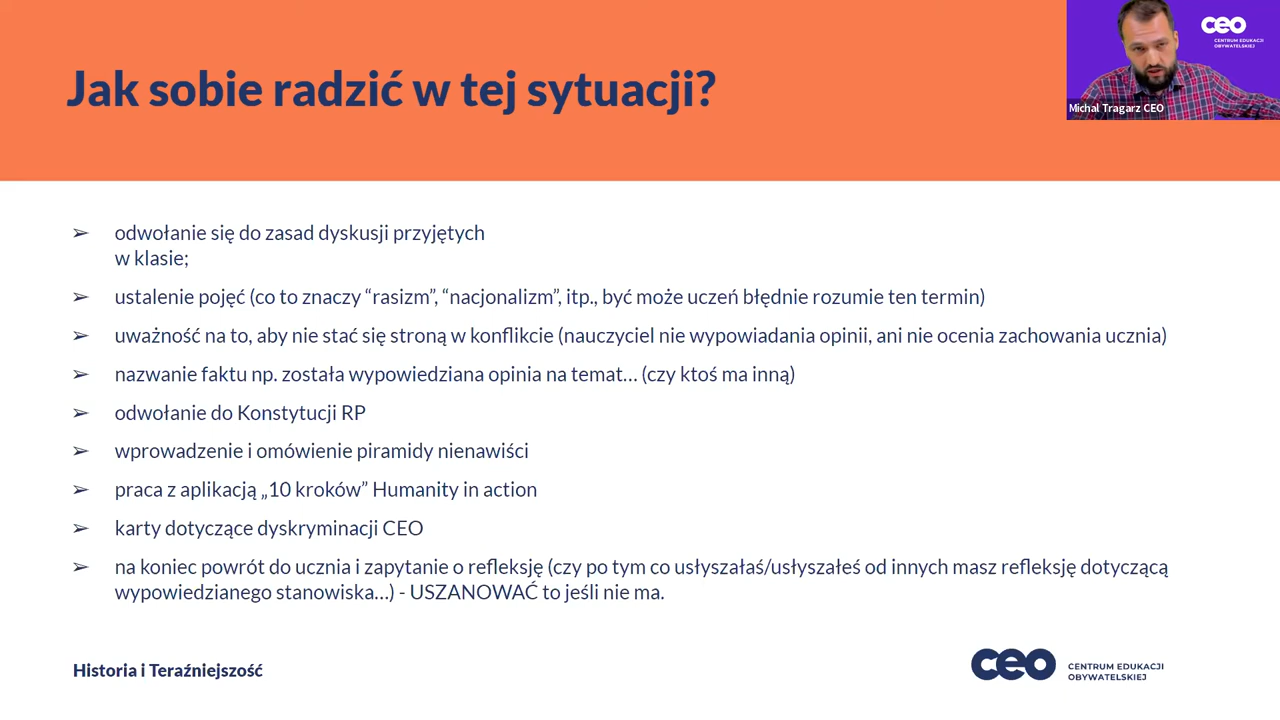 Jak sobie radzić w tej sytuacji?
ceo
CENTRUM EDUKACJI
OBYWATELSKIEJ
Michal Tragarz CEO
➢ odwołanie się do zasad dyskusji przyjętych
w klasie;
➢ ustalenie pojęć (co to znaczy “rasizm”, “nacjonalizm”, itp., być może uczeń błędnie rozumie ten termin)
➢ uważność na to, aby nie stać się stroną w konflikcie (nauczyciel nie wypowiadania opinii, ani nie ocenia zachowania ucznia)
➢ nazwanie faktu np. została wypowiedziana opinia na temat… (czy ktoś ma inną)
➢ odwołanie do Konstytucji RP
➢ wprowadzenie i omówienie piramidy nienawiści
➢ praca z aplikacją „10 kroków” Humanity in action
➢ karty dotyczące dyskryminacji CEO
➢ na koniec powrót do ucznia i zapytanie o refleksję (czy po tym co usłyszałaś/usłyszałeś od innych masz refleksję dotyczącą
wypowiedzianego stanowiska…) - USZANOWAĆ to jeśli nie ma.
Historia i Teraźniejszość
ceo
CENTRUM EDUKACJI
OBYWATELSKIEJ